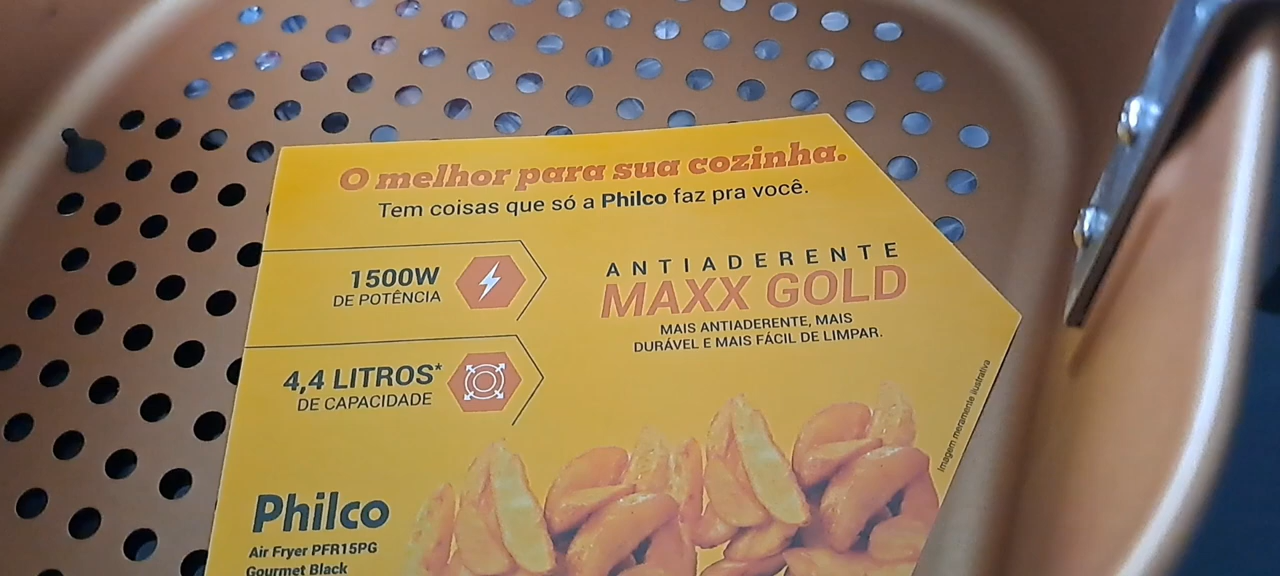 O melhor para sua cozinha.
Tem coisas que só a Philco faz pra você.
1500W
DE POTÊNCIA
4,4 LITROS*
DE CAPACIDADE
ANTIADERENTE
MAXX GOLD
MAIS ANTIADERENTE, MAIS
DURÁVEL E MAIS FÁCIL DE LIMPAR.
Imagem meramente ilustrativa
Philco
Air Fryer PFR15PG
Gourmet Black